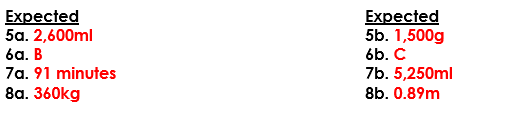 Expected
5a. 2,600ml
6a. B
7a. 91 minutes
8a. 360kg
Expected
5b. 1,500g
6b. C
7b. 5,250ml
8b. 0.89m